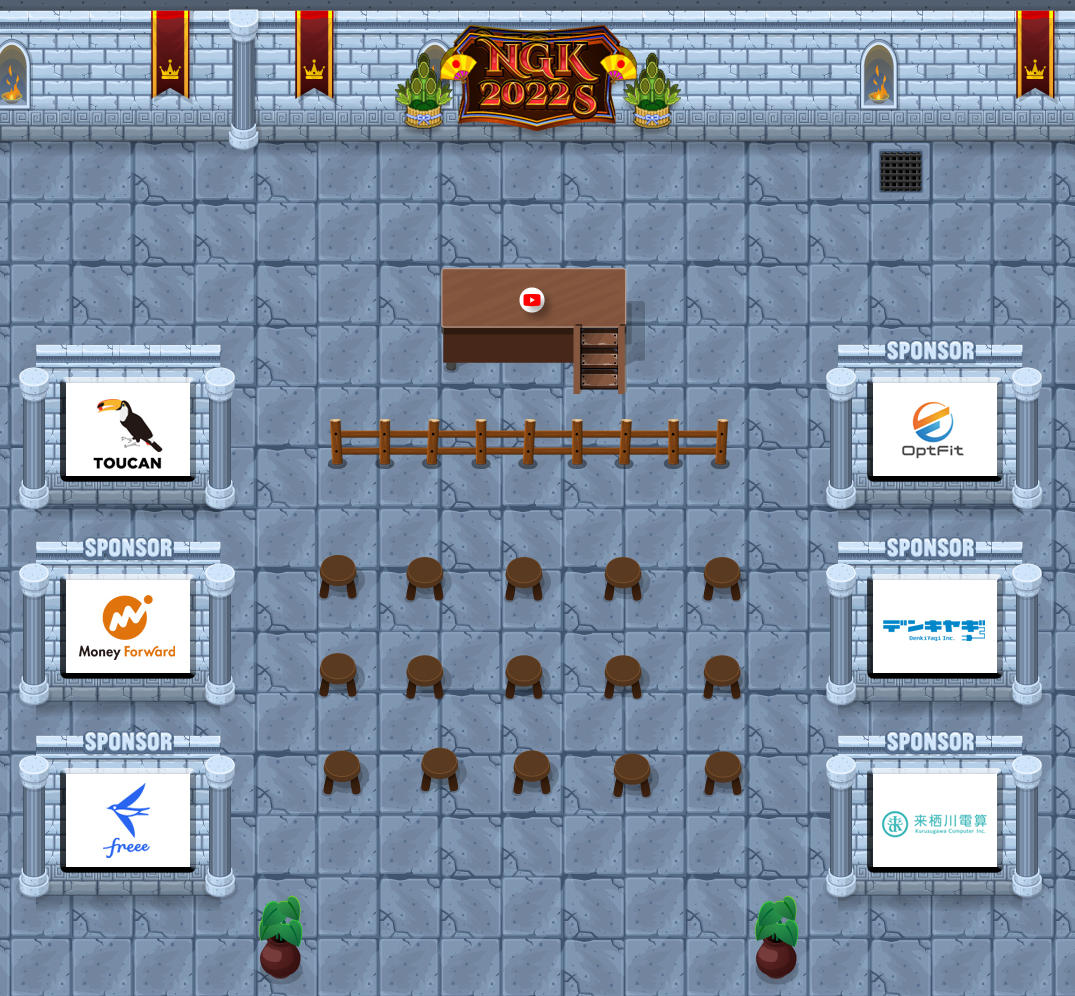 NGK
2022S
TOUCAN
SPONSOR
OptFit
SPONSOR
Money Forward
SPONSOR
デンキヤギ
DenkiYagi Inc.
SPONSOR
freee
SPONSOR
来栖川電算
Kurusugawa Computer Inc.